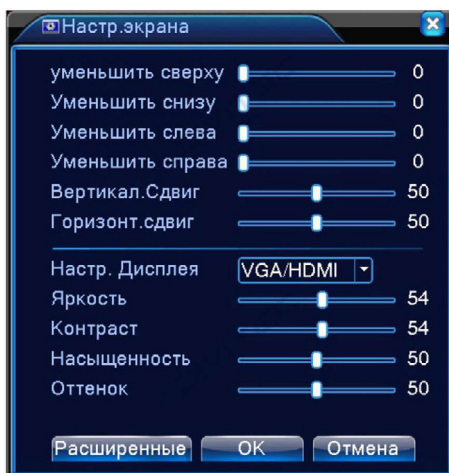 Настр.экрана
уменьшить сверху 0
Уменьшить снизу 0
Уменьшить слева 0
Уменьшить справа 0
Вертикал.Сдвиг 50
Горизонт.сдвиг 50
Настр. Дисплея VGA/HDMI
Яркость 54
Контраст 54
Насыщенность 50
Оттенок 50
Расширенные OK Отмена